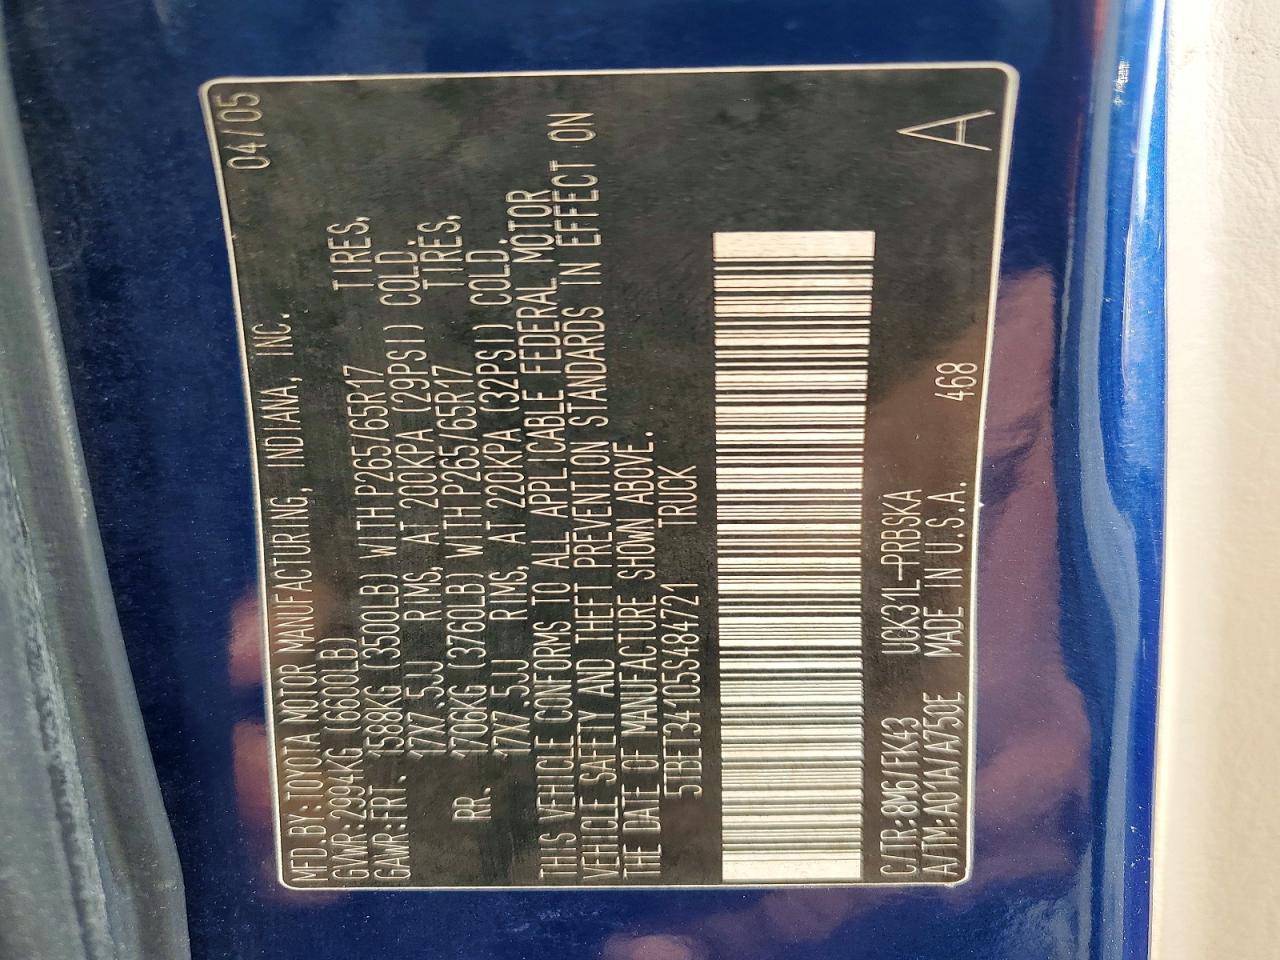 MFD.BY:TOYOTA MOTOR MANUFACTURING, INDIANA, INC. 04/05
GVWR:2994KG (6600LB)
GAWR:FRT. 1588KG (3500LB) WITH P265/65R17 TIRES,
17X7.5JJ RIMS, AT 200KPA (29PSI) COLD.
RR. 1706KG (3760LB) WITH P265/65R17 TIRES,
17X7.5JJ RIMS, AT 220KPA (32PSI) COLD.
THIS VEHICLE CONFORMS TO ALL APPLICABLE FEDERAL MOTOR
VEHICLE SAFETY AND THEFT PREVENTION STANDARDS IN EFFECT ON
THE DATE OF MANUFACTURE SHOWN ABOVE.
5TBET34105S484721 TRUCK
C/TR:8M6/FK43 UCK31L-PRBSKA
A/TM:A01A/A750E MADE IN U.S.A. 468 A